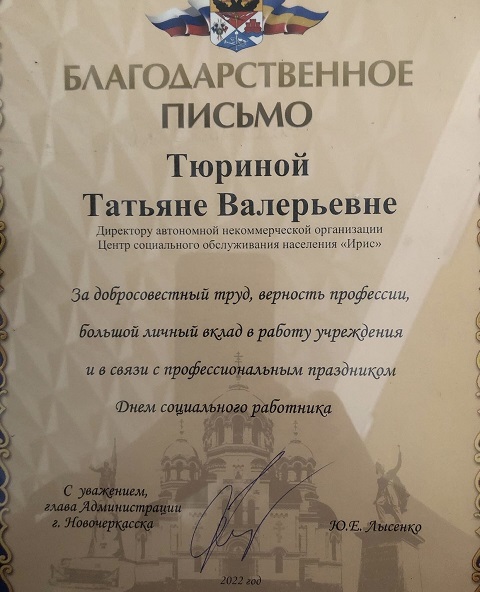 БЛАГОДАРСТВЕННОЕ
ПИСЬМО
Тюриной
Татьяне Валерьевне
Директору автономной некоммерческой организации
Центр социального обслуживания населения «Ирис»
За добросовестный труд, верность профессии,
большой личный вклад в работу учреждения
и в связи с профессиональным праздником
Днем социального работника
С уважением,
глава Администрации
г. Новочеркасска
Ю.Е. Лысенко
2022 год